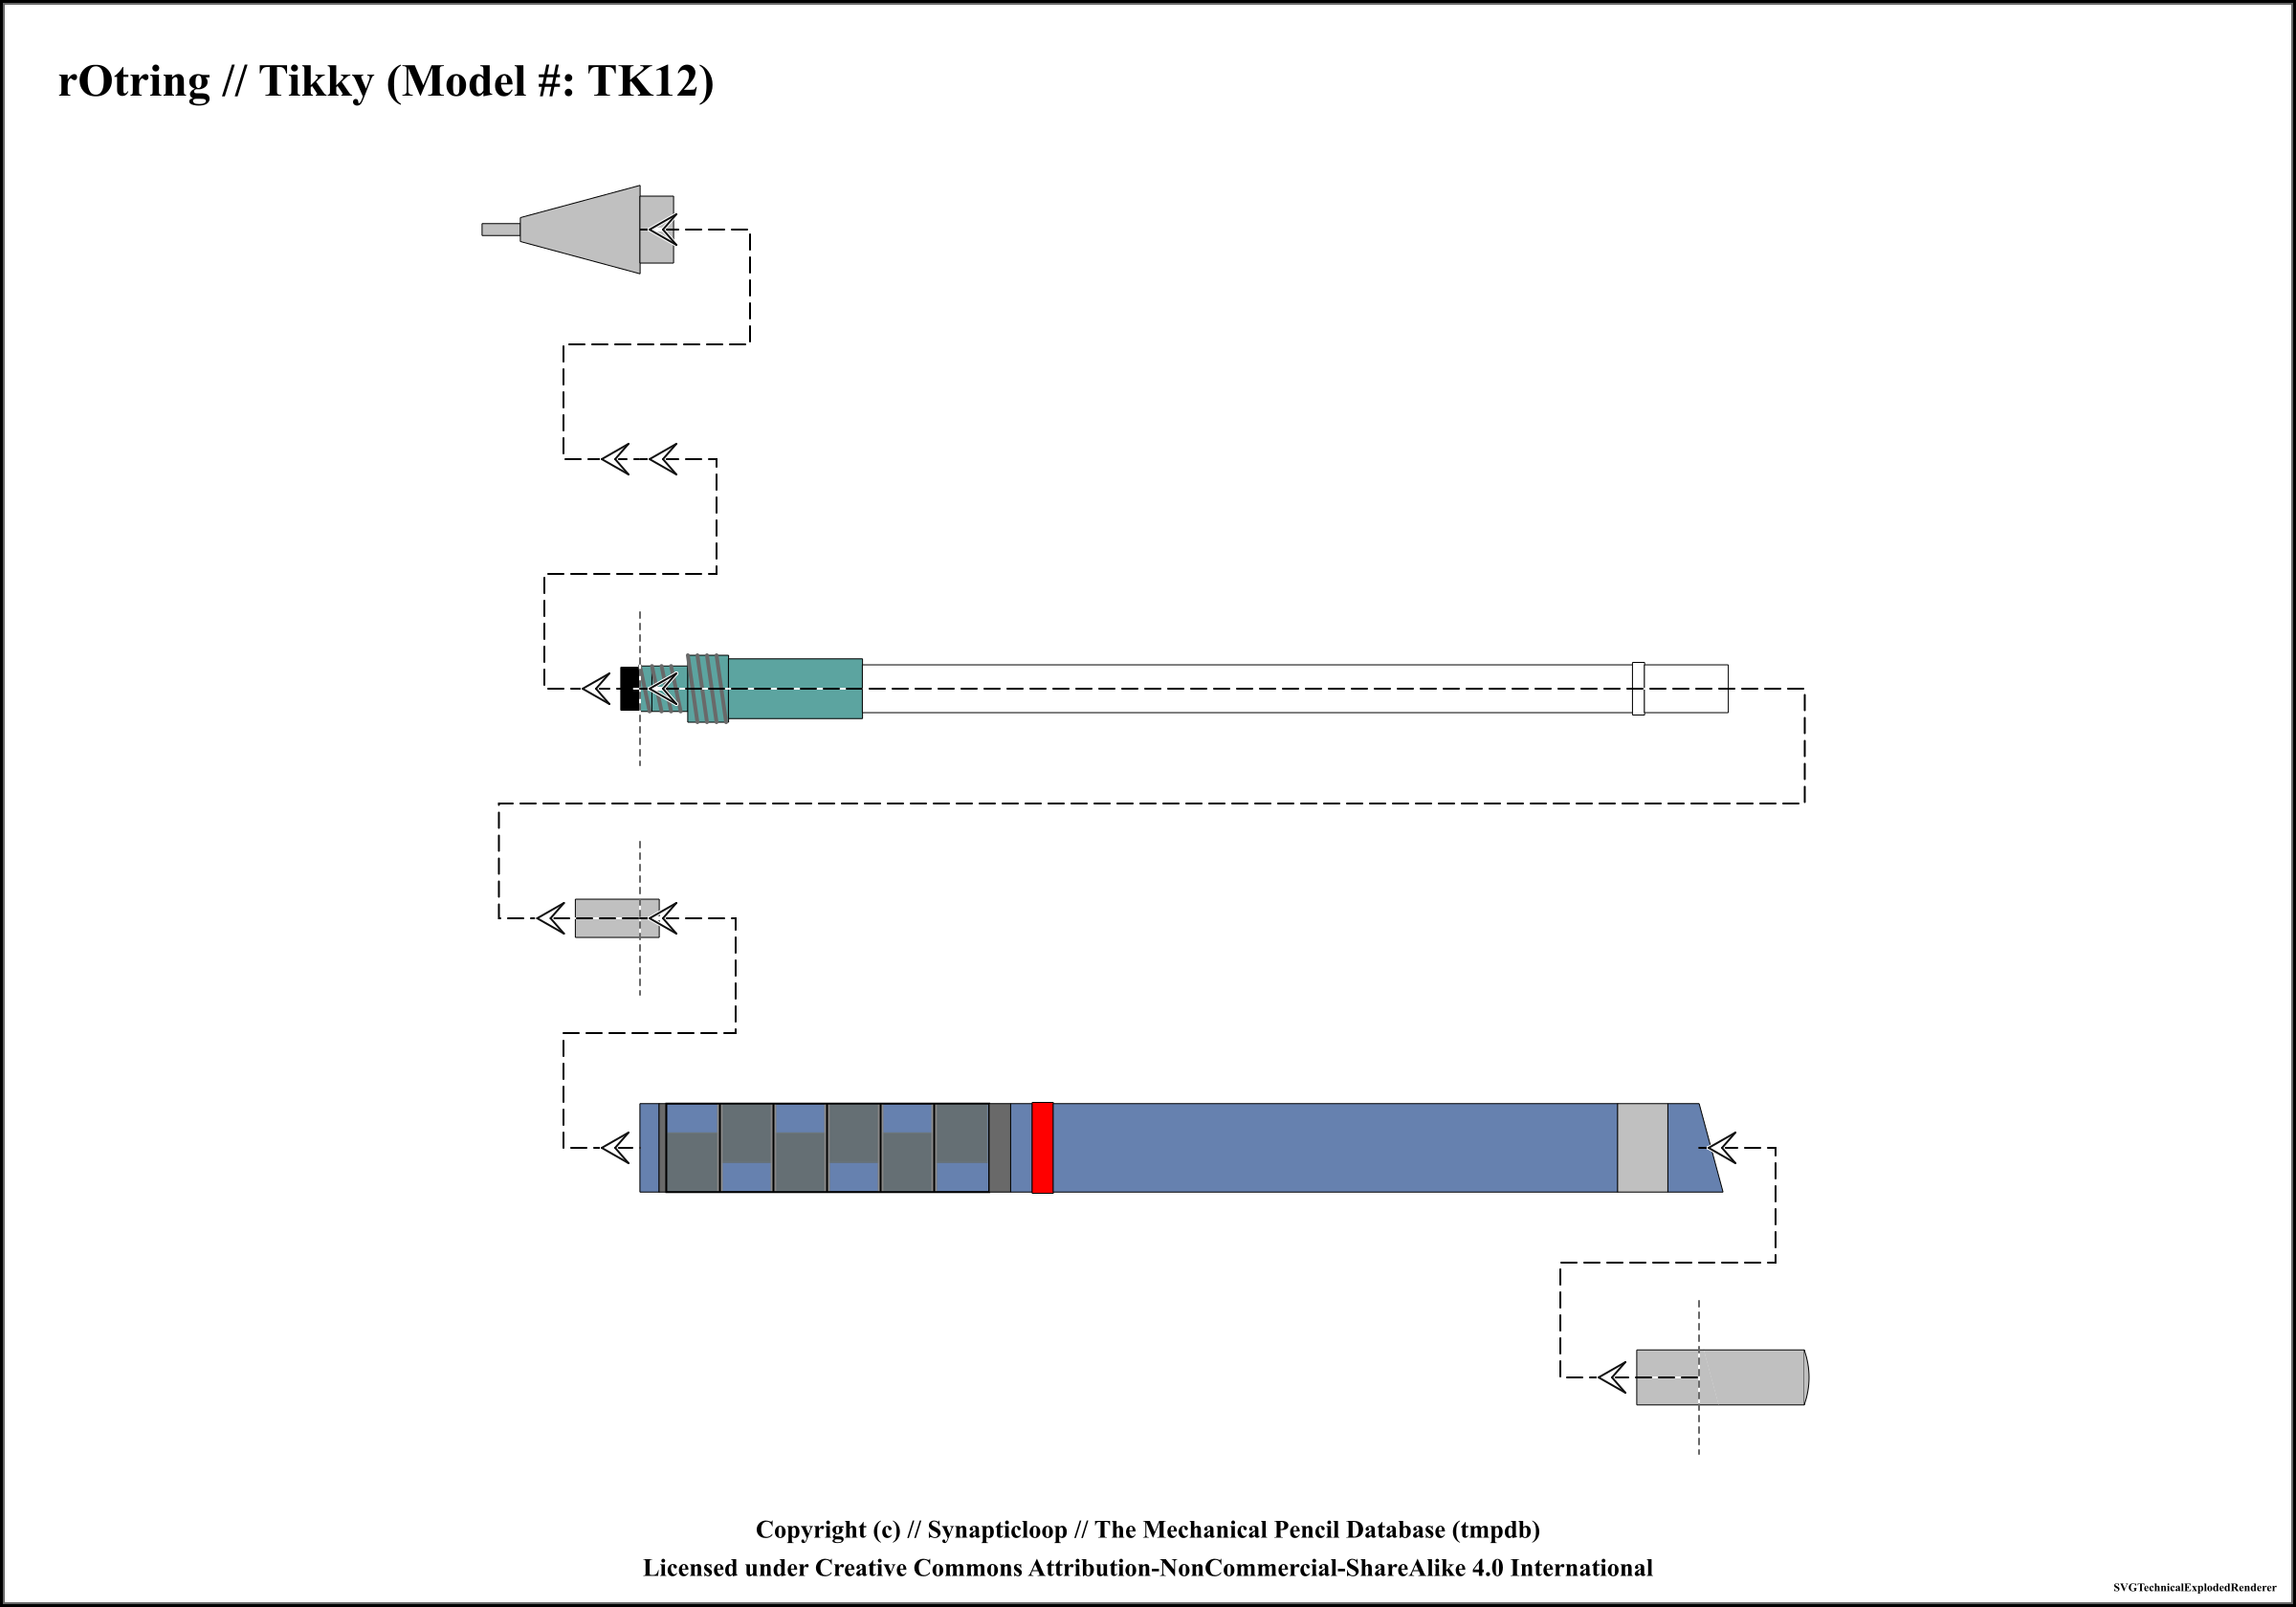 rOtring // Tikky (Model #: TK12)
Copyright (c) // Synapticloop // The Mechanical Pencil Database (tmpdb)
Licensed under Creative Commons Attribution-NonCommercial-ShareAlike 4.0 International
SVGTechnicalExplodedRenderer